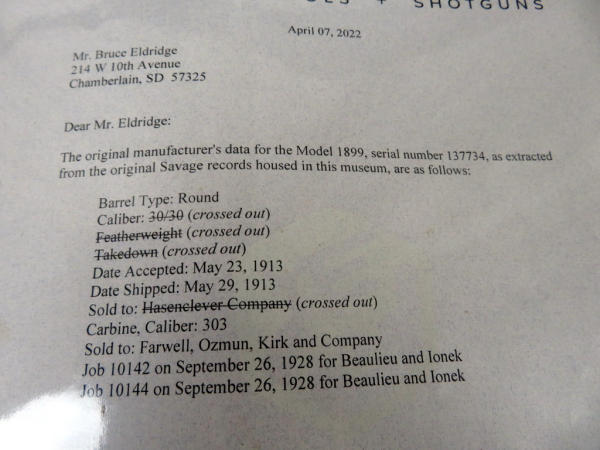 + SHOTGUNS
April 07, 2022
Mr. Bruce Eldridge
214 W 10th Avenue
Chamberlain, SD 57325
Dear Mr. Eldridge:
The original manufacturer's data for the Model 1899, serial number 137734, as extracted
from the original Savage records housed in this museum, are as follows:
Barrel Type: Round
Caliber: 30/30 (crossed out)
Featherweight (crossed out)
Takedown (crossed out)
Date Accepted: May 23, 1913
Date Shipped: May 29, 1913
Sold to: Hasenclever Company (crossed out)
Carbine, Caliber: 303
Sold to: Farwell, Ozmun, Kirk and Company
Job 10142 on September 26, 1928 for Beaulieu and Ionek
Job 10144 on September 26, 1928 for Beaulieu and Ionek